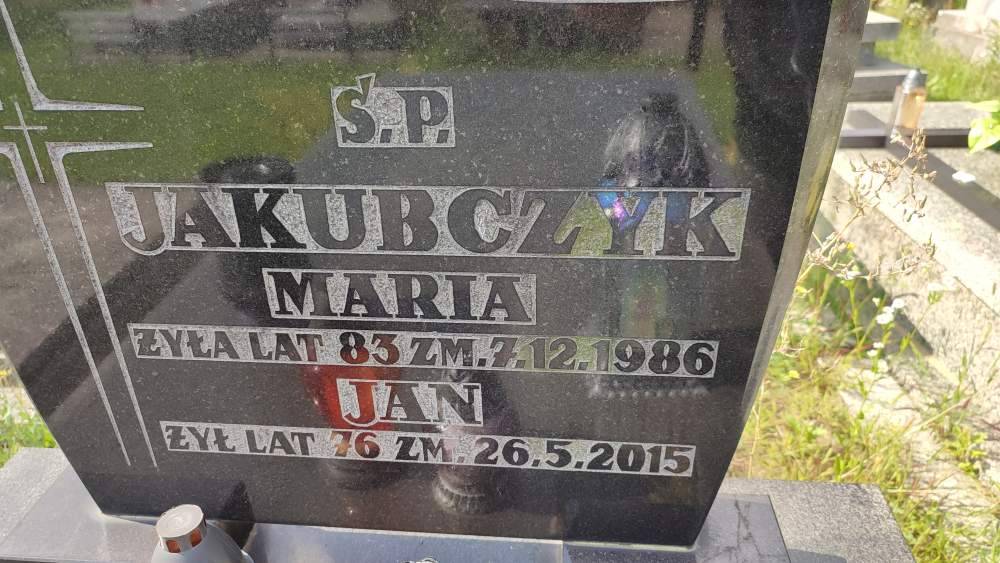 Ś.P.
JAKUBCZYK
MARIA
ŻYŁA LAT 83 ZM. 7.12.1986
JAN
ŻYŁ LAT 76 ZM. 26.5.2015